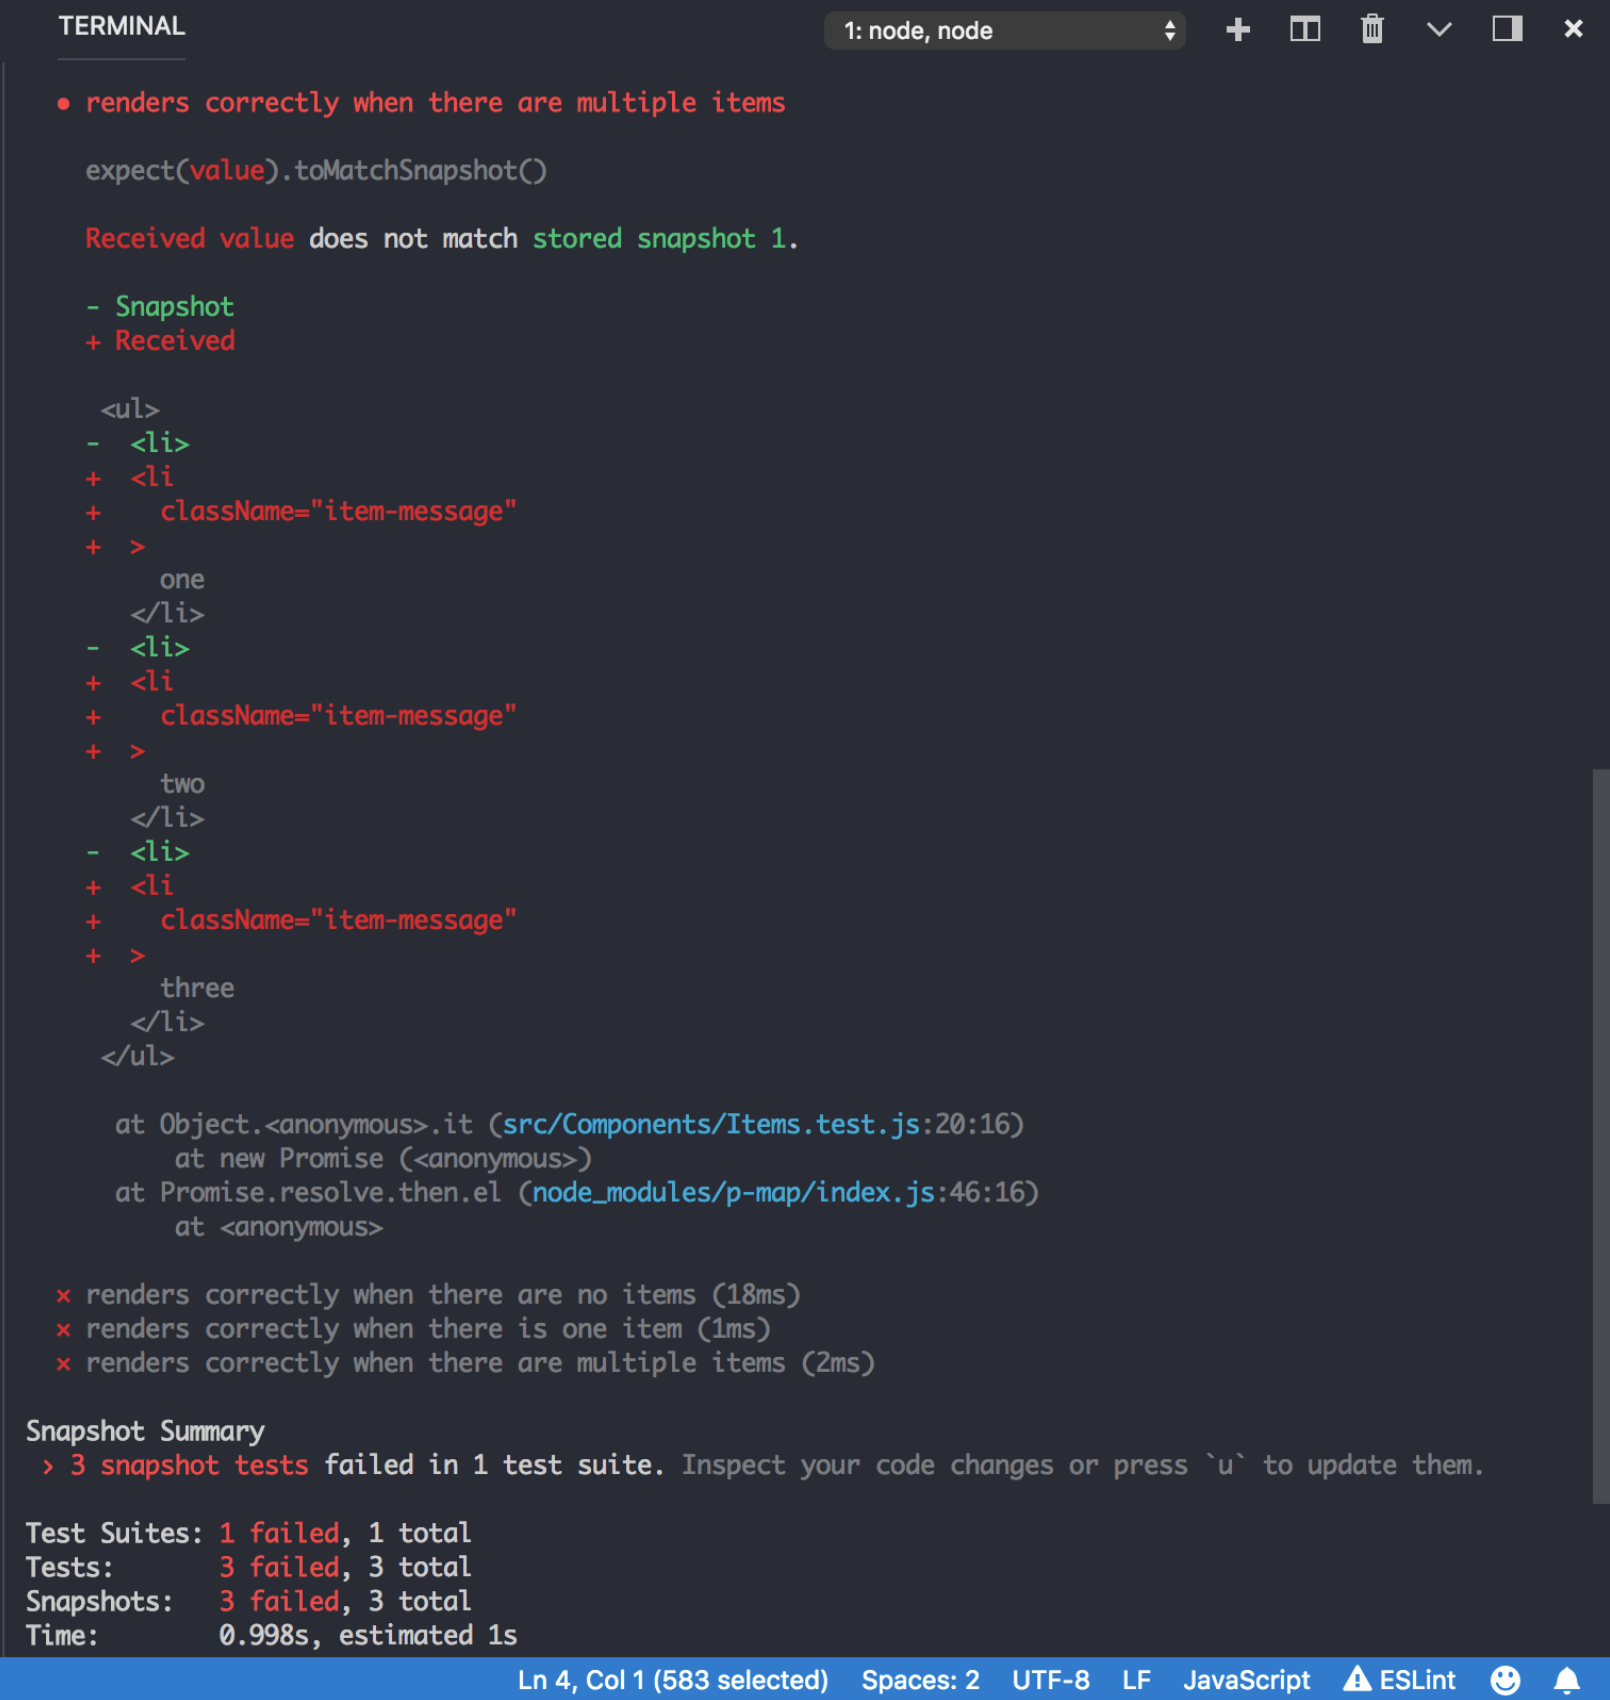 TERMINAL
1: node, node
● renders correctly when there are multiple items
expect(value).toMatchSnapshot()
Received value does not match stored snapshot 1.
- Snapshot
+ Received
<ul>
-  <li>
+  <li
+    className="item-message"
+  >
one
</li>
-  <li>
+  <li
+    className="item-message"
+  >
two
</li>
-  <li>
+  <li
+    className="item-message"
+  >
three
</li>
</ul>
at Object.<anonymous>.it (src/Components/Items.test.js:20:16)
at new Promise (<anonymous>)
at Promise.resolve.then.el (node_modules/p-map/index.js:46:16)
at <anonymous>
× renders correctly when there are no items (18ms)
× renders correctly when there is one item (1ms)
× renders correctly when there are multiple items (2ms)
Snapshot Summary
› 3 snapshot tests failed in 1 test suite. Inspect your code changes or press `u` to update them.
Test Suites: 1 failed, 1 total
Tests:       3 failed, 3 total
Snapshots:   3 failed, 3 total
Time:        0.998s, estimated 1s
Ln 4, Col 1 (583 selected) Spaces: 2 UTF-8 LF JavaScript ESLint